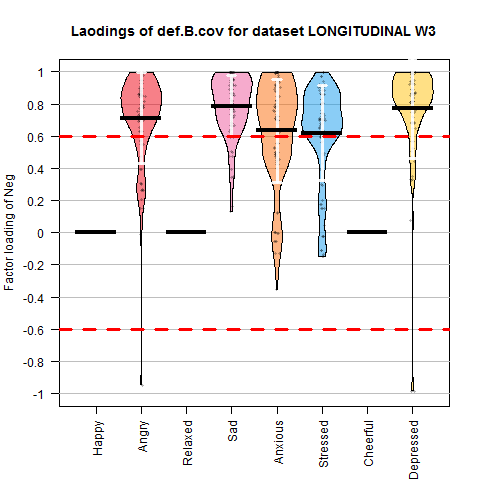 Laodings of def.B.cov for dataset LONGITUDINAL W3
Factor loading of Neg
1
0.8
0.6
0.4
0.2
0
-0.2
-0.4
-0.6
-0.8
-1
Happy
Angry
Relaxed
Sad
Anxious
Stressed
Cheerful
Depressed